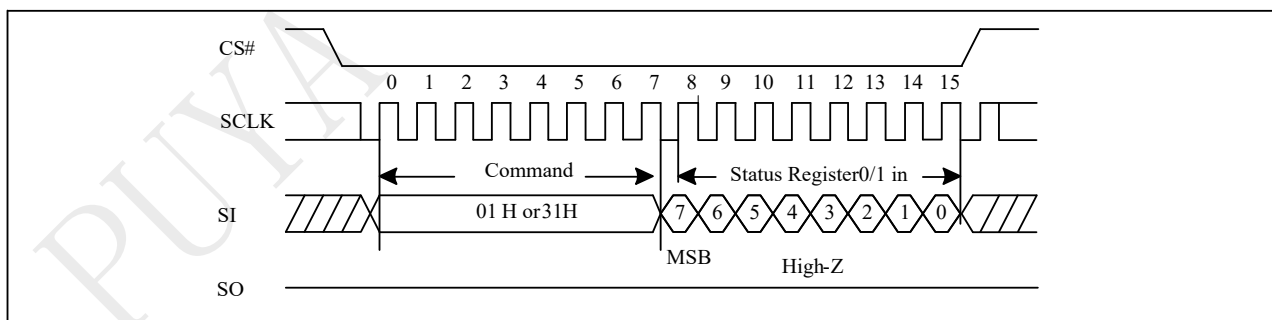 CS#
0 1 2 3 4 5 6 7 8 9 10 11 12 13 14 15
SCLK
Command
Status Register0/1 in
SI
01 H or31H
7 6 5 4 3 2 1 0
MSB
High-Z
SO
PUYA